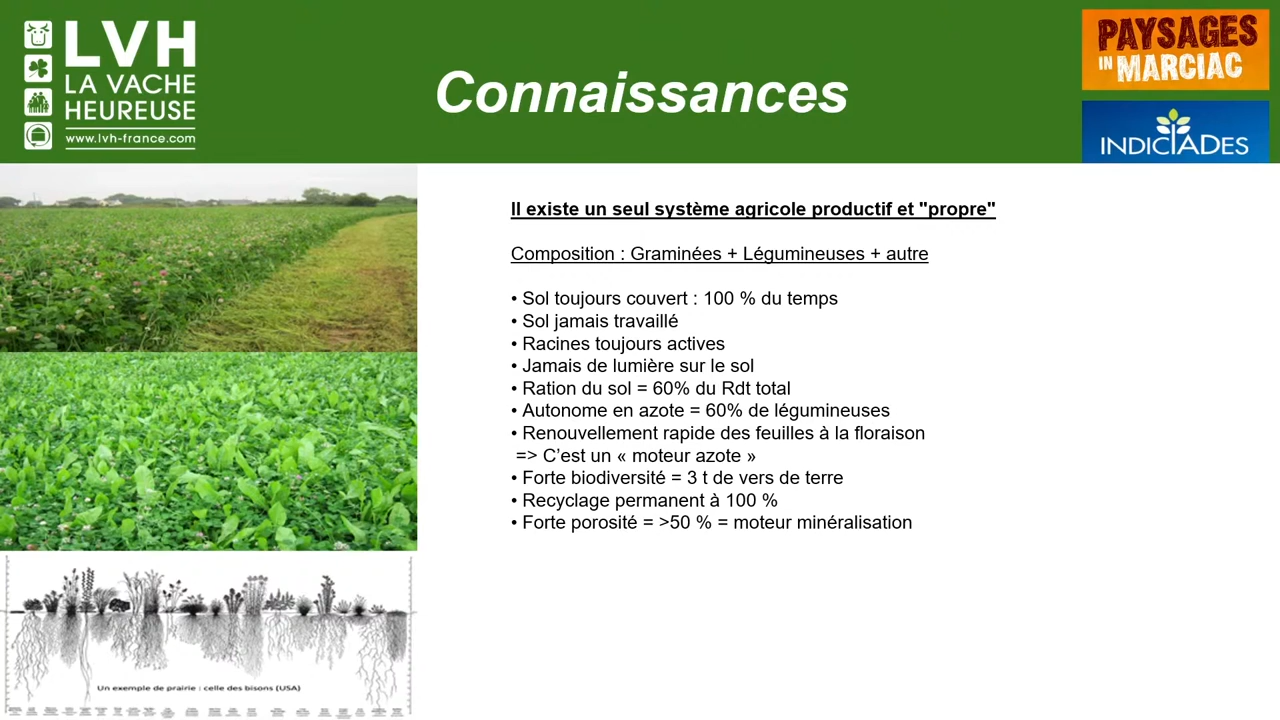 LVH
LA VACHE
HEUREUSE
www.lvh-france.com
Connaissances
PAYSAGES
IN MARCIAC
INDICIADES
Il existe un seul système agricole productif et "propre"
Composition : Graminées + Légumineuses + autre
• Sol toujours couvert : 100 % du temps
• Sol jamais travaillé
• Racines toujours actives
• Jamais de lumière sur le sol
• Ration du sol = 60% du Rdt total
• Autonome en azote = 60% de légumineuses
• Renouvellement rapide des feuilles à la floraison
=> C’est un « moteur azote »
• Forte biodiversité = 3 t de vers de terre
• Recyclage permanent à 100 %
• Forte porosité = >50 % = moteur minéralisation
Un exemple de prairie : celle des bisons (USA)